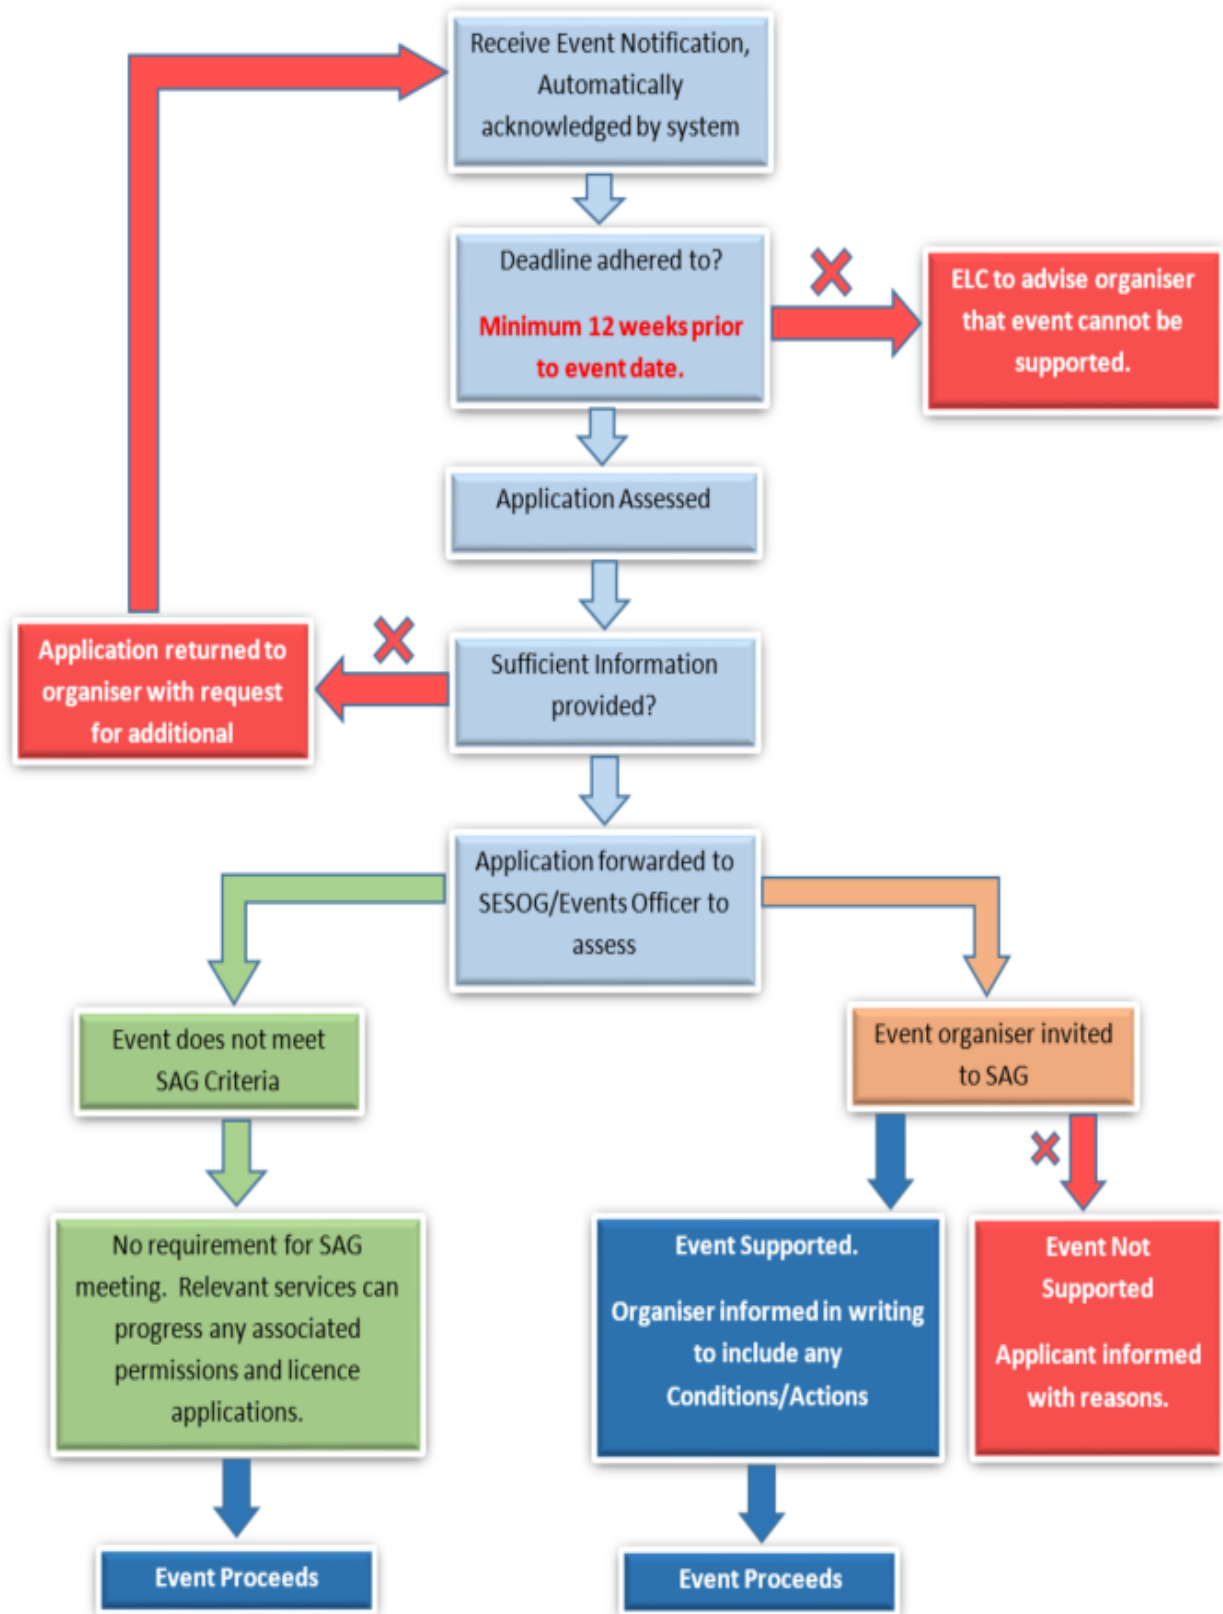 Receive Event Notification,
Automatically
acknowledged by system
Deadline adhered to?
Minimum 12 weeks prior
to event date.
ELC to advise organiser
that event cannot be
supported.
Application Assessed
Sufficient Information
provided?
Application returned to
organiser with request
for additional
Application forwarded to
SESOG/Events Officer to
assess
Event does not meet
SAG Criteria
Event organiser invited
to SAG
No requirement for SAG
meeting.  Relevant services can
progress any associated
permissions and licence
applications.
Event Supported.
Organiser informed in writing
to include any
Conditions/Actions
Event Not
Supported
Applicant informed
with reasons.
Event Proceeds
Event Proceeds